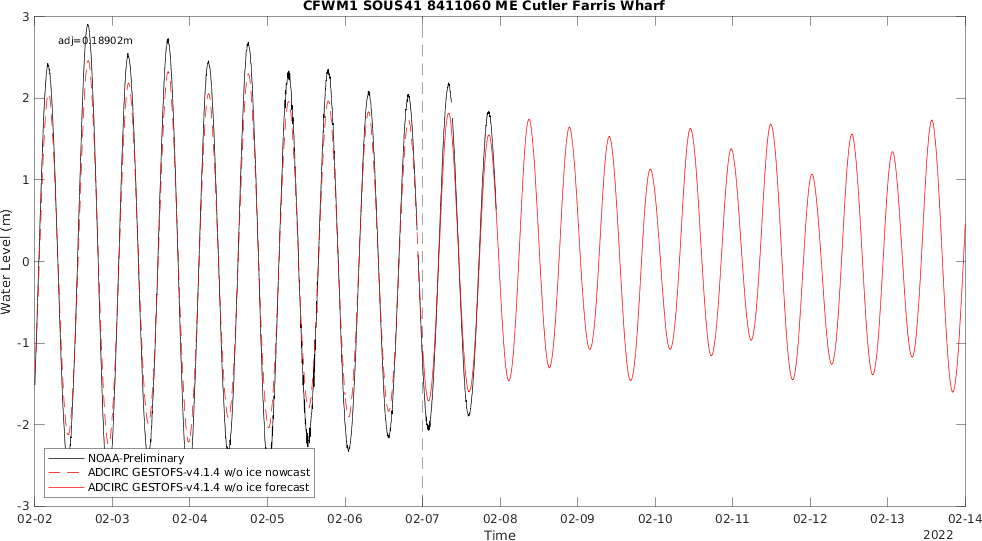 CFWM1 SOUS41 8411060 ME Cutler Farris Wharf
adj=0.18902m
3
2
1
0
-1
-2
-3
Water Level (m)
NOAA-Preliminary
ADCIRC GESTOFS-v4.1.4 w/o ice nowcast
ADCIRC GESTOFS-v4.1.4 w/o ice forecast
02-02 02-03 02-04 02-05 02-06 02-07 02-08 02-09 02-10 02-11 02-12 02-13 02-14
Time
2022